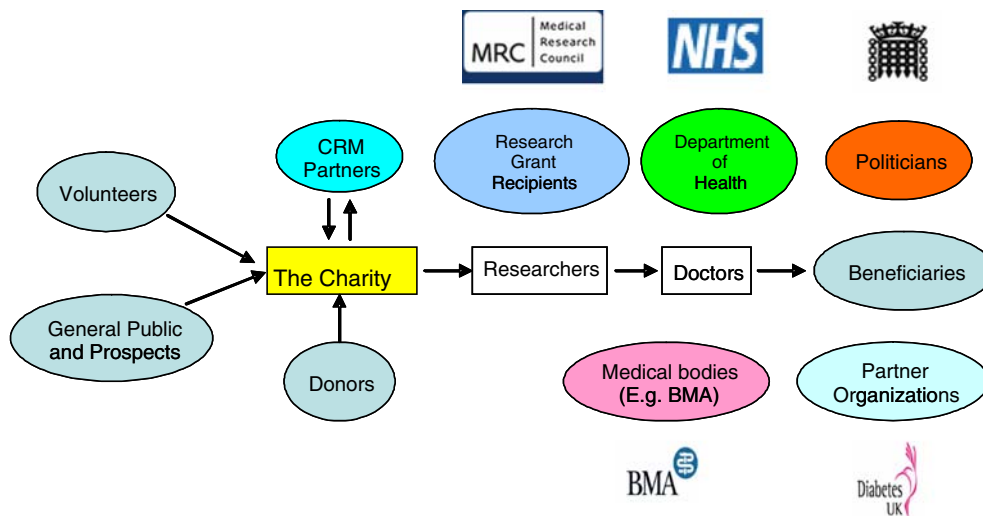 MRC
Medical
Research
Council
NHS
CRM
Partners
Research
Grant
Recipients
Department
of
Health
Politicians
Volunteers
The Charity
Researchers
Doctors
Beneficiaries
General Public
and Prospects
Donors
Medical bodies
(E.g. BMA)
Partner
Organizations
BMA
Diabetes
UK